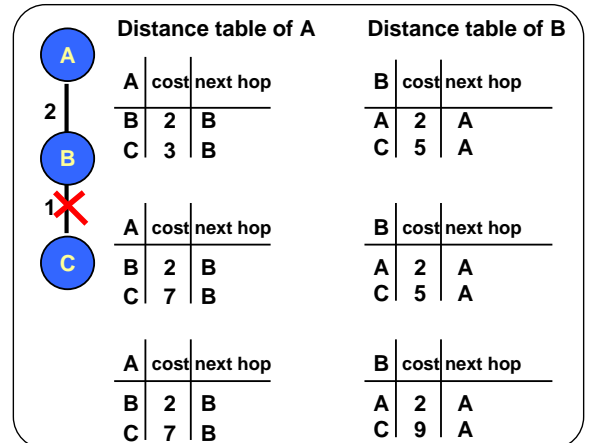 Distance table of A
Distance table of B
A
2
B
1
C
A cost next hop
B 2 B
C 3 B
B cost next hop
A 2 A
C 5 A
A cost next hop
B 2 B
C 7 B
B cost next hop
A 2 A
C 5 A
A cost next hop
B 2 B
C 7 B
B cost next hop
A 2 A
C 9 A